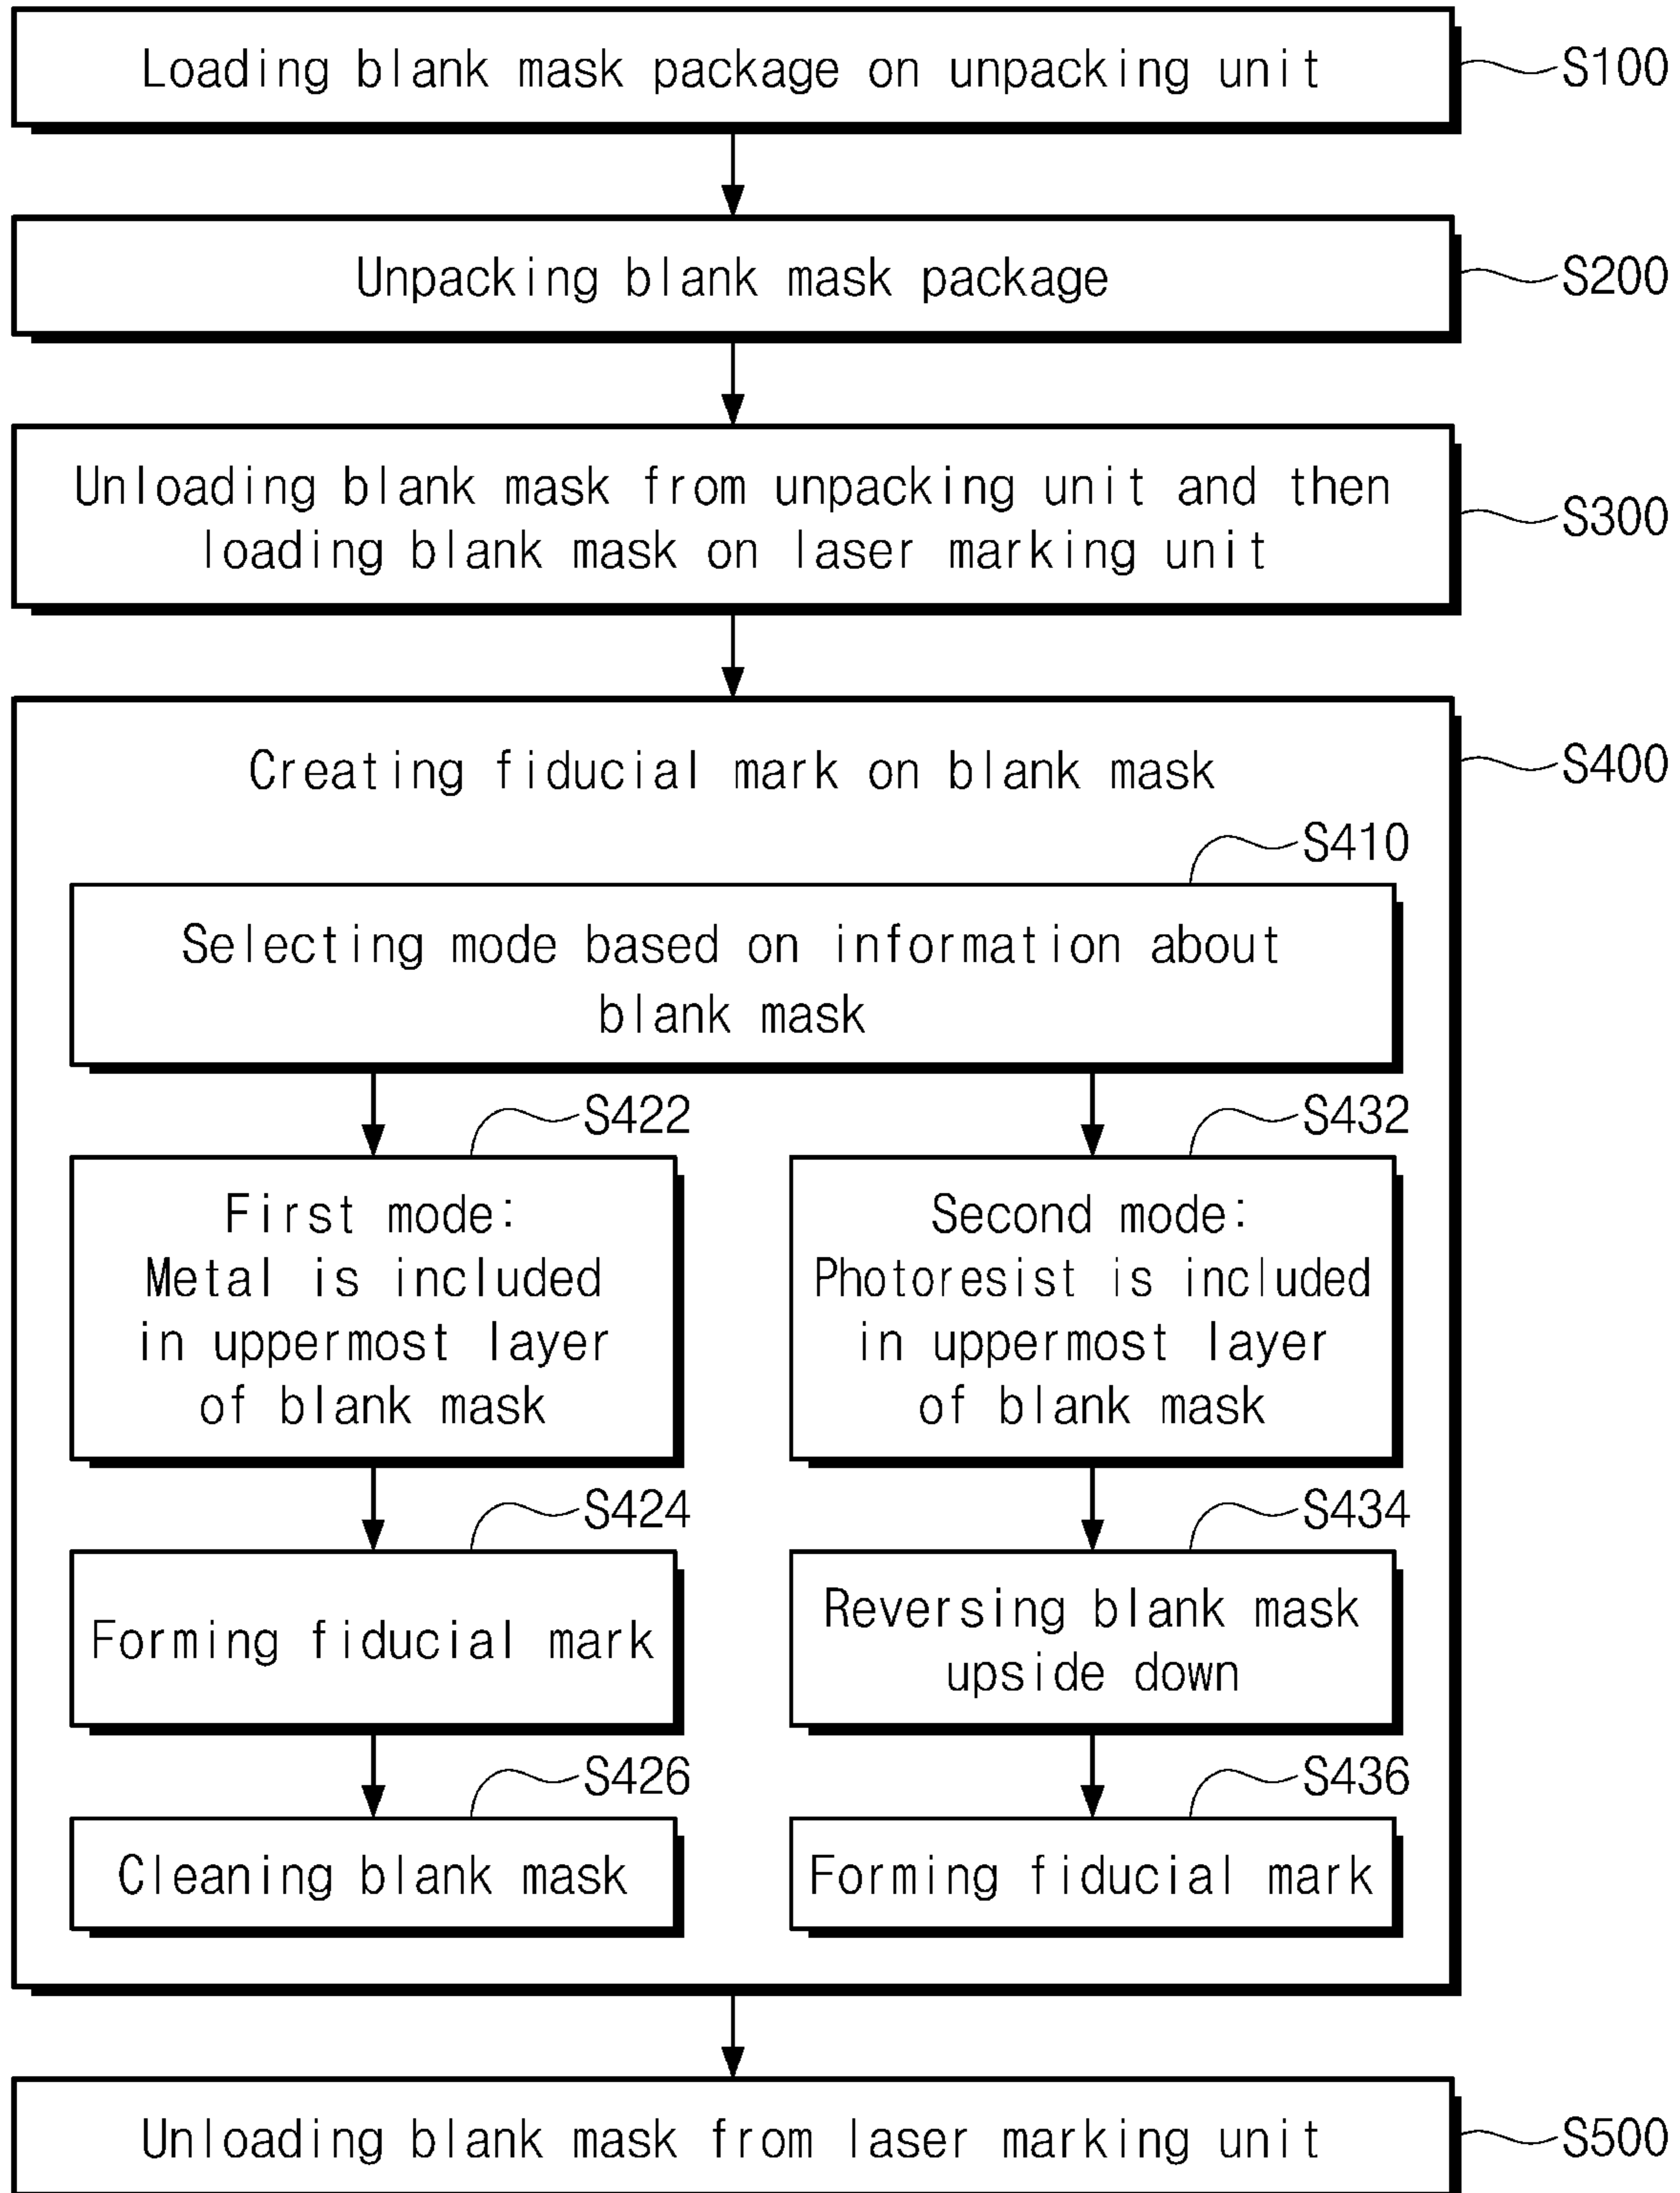 Loading blank mask package on unpacking unit
S100
Unpacking blank mask package
S200
Unloading blank mask from unpacking unit and then
loading blank mask on laser marking unit
S300
Creating fiducial mark on blank mask
S400
S410
Selecting mode based on information about
blank mask
S422
First mode:
Metal is included
in uppermost layer
of blank mask
S424
Forming fiducial mark
S426
Cleaning blank mask
S432
Second mode:
Photoresist is included
in uppermost layer
of blank mask
S434
Reversing blank mask
upside down
S436
Forming fiducial mark
Unloading blank mask from laser marking unit
S500